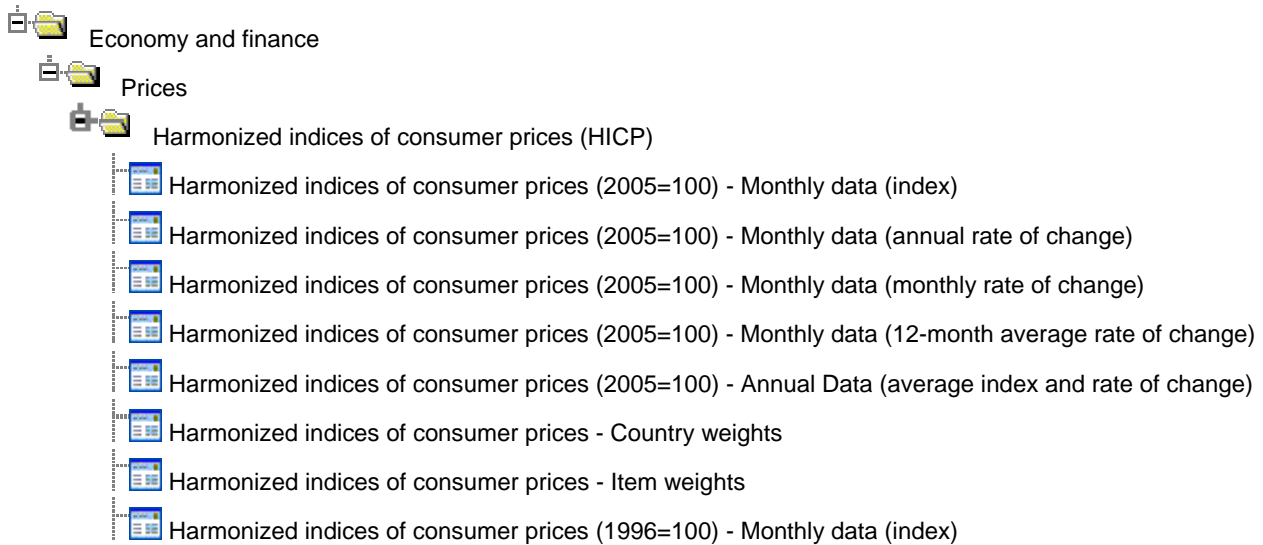 Economy and finance
Prices
Harmonized indices of consumer prices (HICP)
Harmonized indices of consumer prices (2005=100) - Monthly data (index)
Harmonized indices of consumer prices (2005=100) - Monthly data (annual rate of change)
Harmonized indices of consumer prices (2005=100) - Monthly data (monthly rate of change)
Harmonized indices of consumer prices (2005=100) - Monthly data (12-month average rate of change)
Harmonized indices of consumer prices (2005=100) - Annual Data (average index and rate of change)
Harmonized indices of consumer prices - Country weights
Harmonized indices of consumer prices - Item weights
Harmonized indices of consumer prices (1996=100) - Monthly data (index)